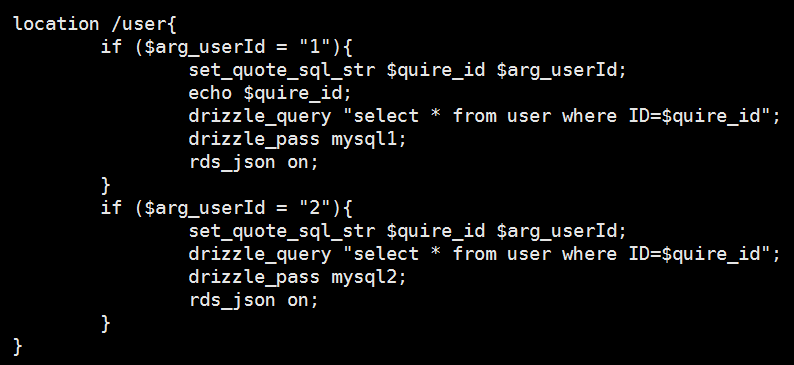 location /user{
        if ($arg_userId = "1"){
                set_quote_sql_str $quire_id $arg_userId;
                echo $quire_id;
                drizzle_query "select * from user where ID=$quire_id";
                drizzle_pass mysql1;
                rds_json on;
        }
        if ($arg_userId = "2"){
                set_quote_sql_str $quire_id $arg_userId;
                drizzle_query "select * from user where ID=$quire_id";
                drizzle_pass mysql2;
                rds_json on;
        }
}